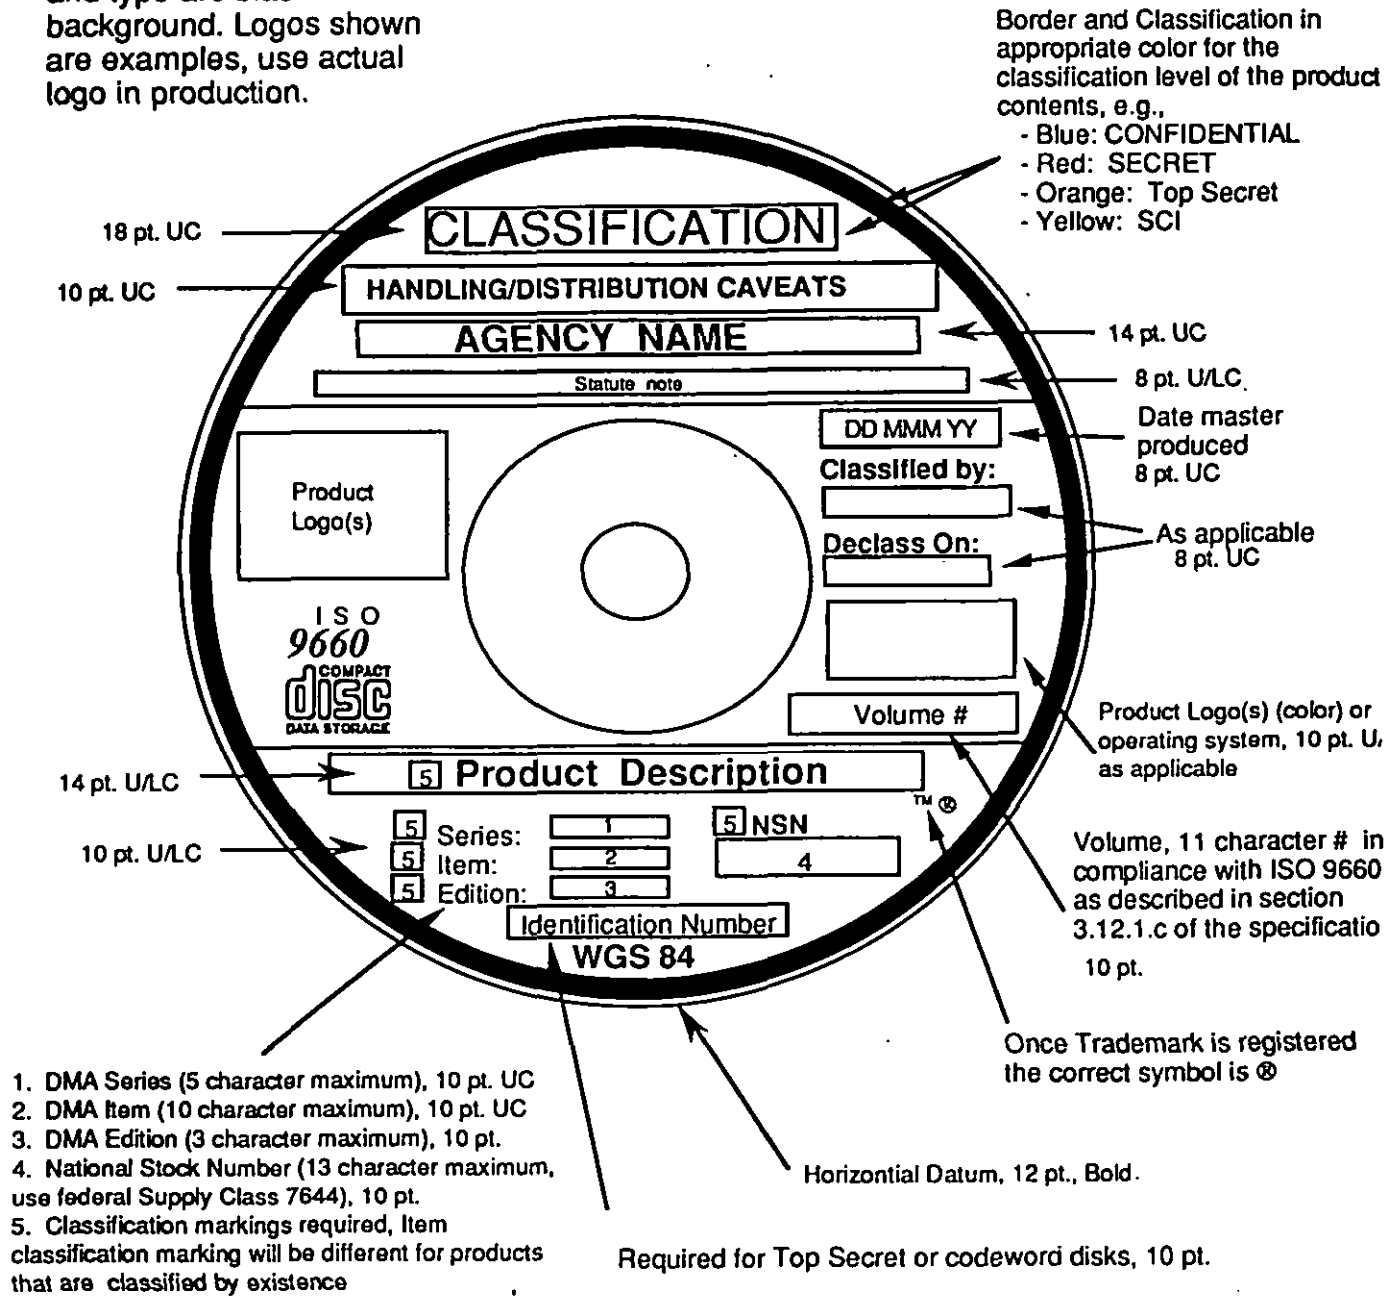 and type are
background. Logos shown
are examples, use actual
logo in production.
Border and Classification in
appropriate color for the
classification level of the product
contents, e.g.,
- Blue: CONFIDENTIAL
- Red: SECRET
- Orange: Top Secret
- Yellow: SCI
18 pt. UC
CLASSIFICATION
10 pt. UC
HANDLING/DISTRIBUTION CAVEATS
AGENCY NAME
14 pt. UC
Statute note
8 pt. U/LC
DD MMM YY
Date master
produced
8 pt. UC
Classified by:
Product
Logo(s)
Declass On:
As applicable
8 pt. UC
ISO
9660
COMPACT
disc
DATA STORAGE
Volume #
Product Logo(s) (color) or
operating system, 10 pt. U
as applicable
14 pt. U/LC
5 Product Description
TM ®
10 pt. U/LC
5 Series: 1
5 Item: 2
5 Edition: 3
5 NSN
4
Volume, 11 character # in
compliance with ISO 9660
as described in section
3.12.1.c of the specificatio
10 pt.
Identification Number
WGS 84
Once Trademark is registered
the correct symbol is ®
1. DMA Series (5 character maximum), 10 pt. UC
2. DMA Item (10 character maximum), 10 pt. UC
3. DMA Edition (3 character maximum), 10 pt.
4. National Stock Number (13 character maximum,
use federal Supply Class 7644), 10 pt.
5. Classification markings required, Item
classification marking will be different for products
that are classified by existence
Horizontial Datum, 12 pt., Bold.
Required for Top Secret or codeword disks, 10 pt.